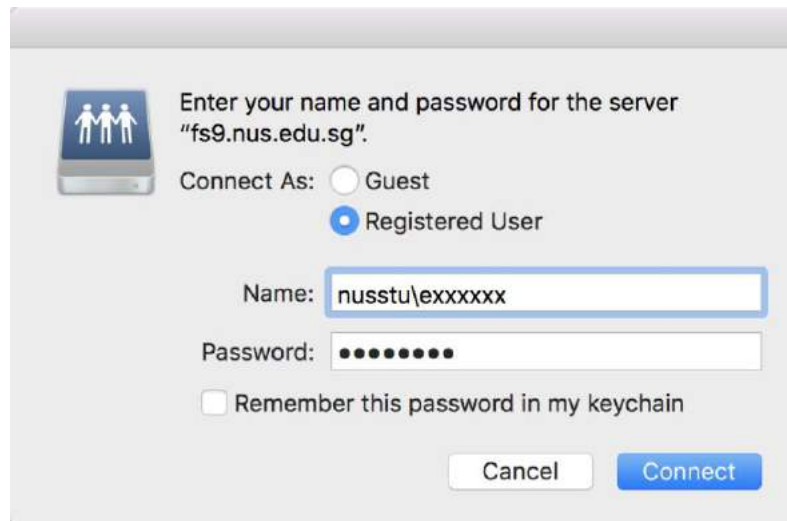 Enter your name and password for the server
"fs9.nus.edu.sg".
Connect As: Guest
Registered User
Name: nusstu\exxxxxx
Password: ••••••••
Remember this password in my keychain
Cancel Connect